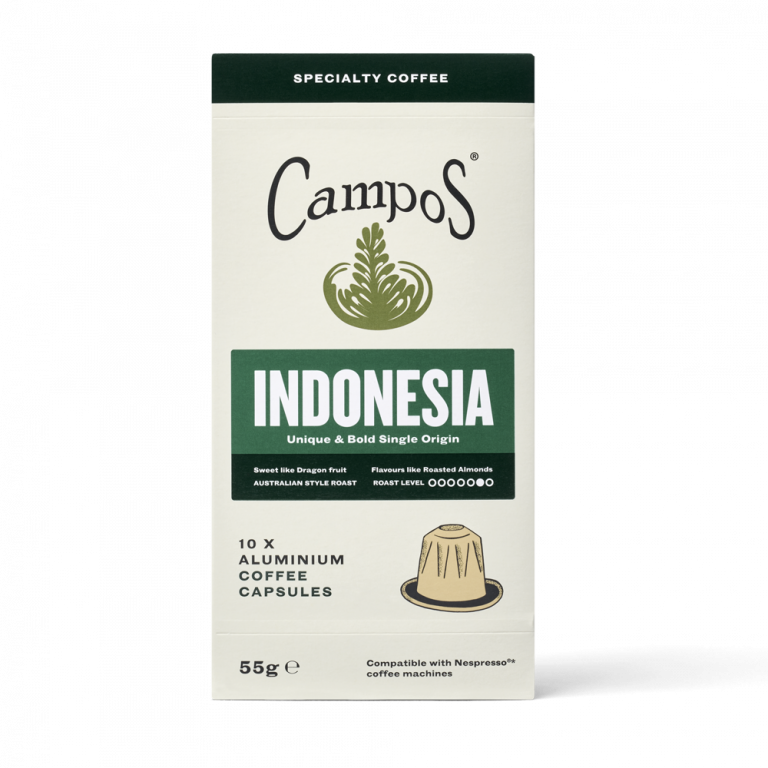 SPECIALTY COFFEE
CampoS®
INDONESIA
Unique & Bold Single Origin
Sweet like Dragon fruit Flavours like Roasted Almonds
AUSTRALIAN STYLE ROAST ROAST LEVEL
10 X
ALUMINIUM
COFFEE
CAPSULES
55g ℮
Compatible with Nespresso®*
coffee machines